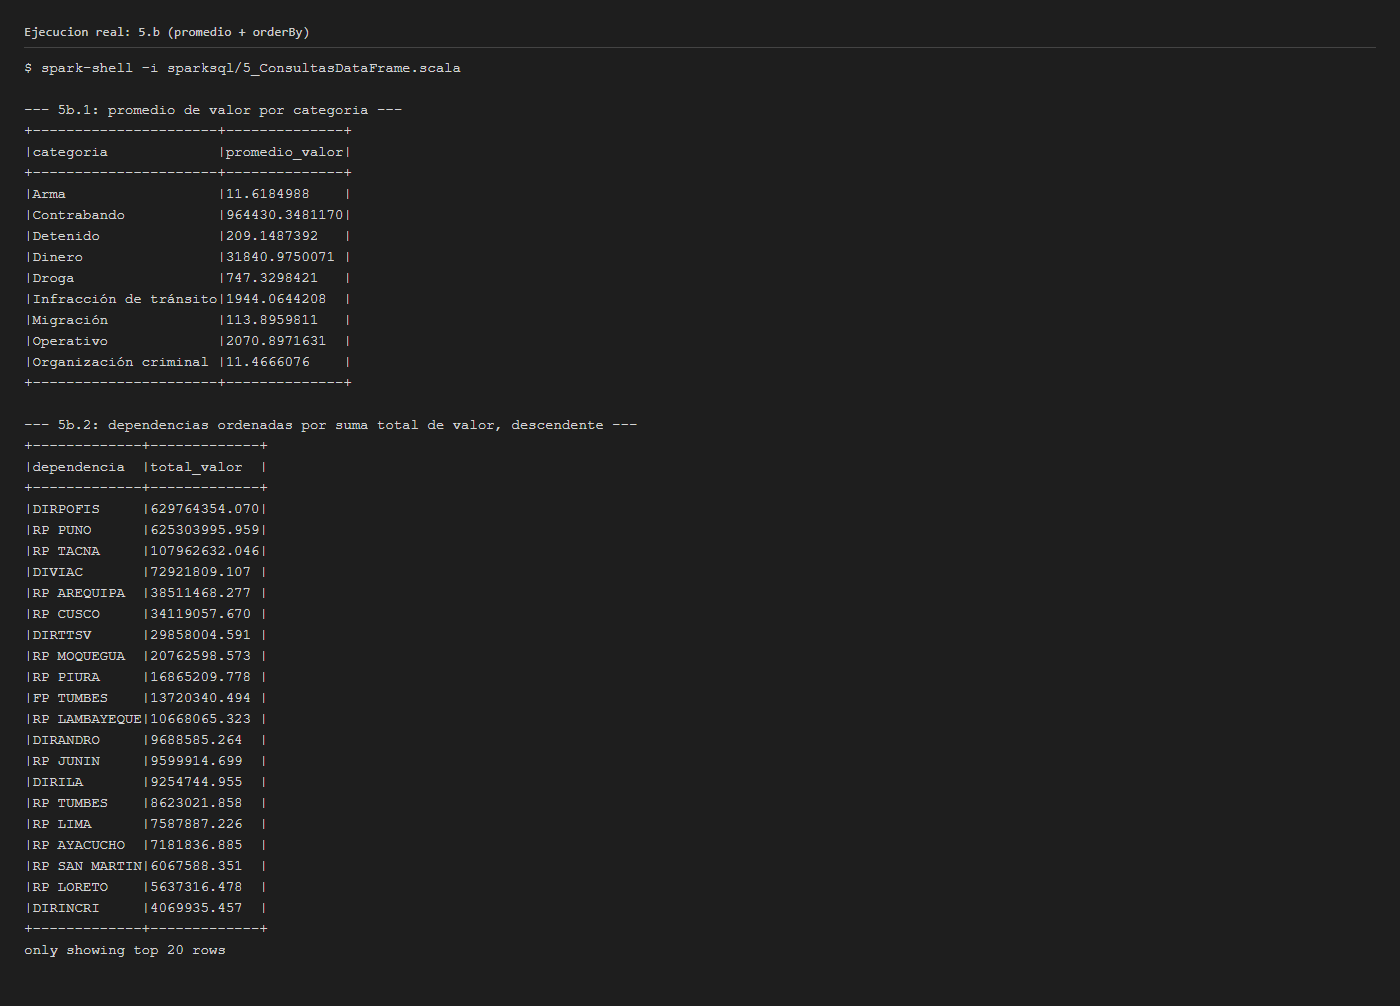 Ejecucion real: 5.b (promedio + orderBy)
$ spark-shell -i sparksql/5_ConsultasDataFrame.scala
--- 5b.1: promedio de valor por categoria ---
+----------------------+--------------+
|categoria             |promedio_valor|
+----------------------+--------------+
|Arma                  |11.6184988    |
|Contrabando           |964430.3481170|
|Detenido              |209.1487392   |
|Dinero                |31840.9750071 |
|Droga                 |747.3298421   |
|Infracción de tránsito|1944.0644208  |
|Migración             |113.8959811   |
|Operativo             |2070.8971631  |
|Organización criminal |11.4666076    |
+----------------------+--------------+
--- 5b.2: dependencias ordenadas por suma total de valor, descendente ---
+-------------+-------------+
|dependencia  |total_valor  |
+-------------+-------------+
|DIRPOFIS     |629764354.070|
|RP PUNO      |625303995.959|
|RP TACNA     |107962632.046|
|DIVIAC       |72921809.107 |
|RP AREQUIPA  |38511468.277 |
|RP CUSCO     |34119057.670 |
|DIRTTSV      |29858004.591 |
|RP MOQUEGUA  |20762598.573 |
|RP PIURA     |16865209.778 |
|FP TUMBES    |13720340.494 |
|RP LAMBAYEQUE|10668065.323 |
|DIRANDRO     |9688585.264  |
|RP JUNIN     |9599914.699  |
|DIRILA       |9254744.955  |
|RP TUMBES    |8623021.858  |
|RP LIMA      |7587887.226  |
|RP AYACUCHO  |7181836.885  |
|RP SAN MARTIN|6067588.351  |
|RP LORETO    |5637316.478  |
|DIRINCRI     |4069935.457  |
+-------------+-------------+
only showing top 20 rows